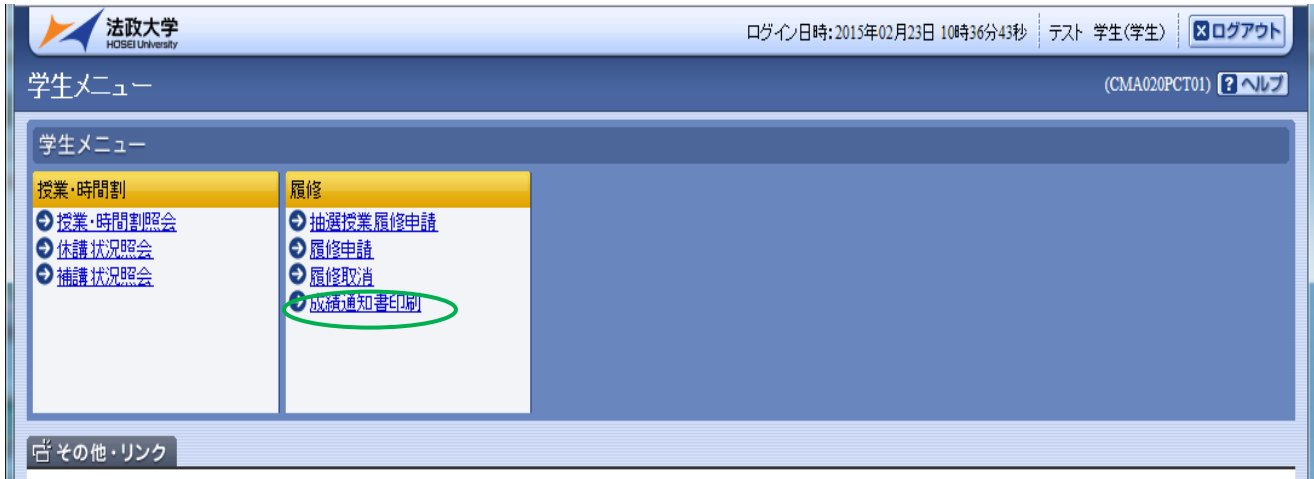 法政大学
HOSEI University
ログイン日時:2015年02月23日 10時36分43秒 テスト 学生(学生) ログアウト
学生メニュー
(CMA020PCT01) ? ヘルプ
学生メニュー
授業・時間割
授業・時間割照会
休講状況照会
補講状況照会
履修
抽選授業履修申請
履修申請
履修取消
成績通知書印刷
その他・リンク